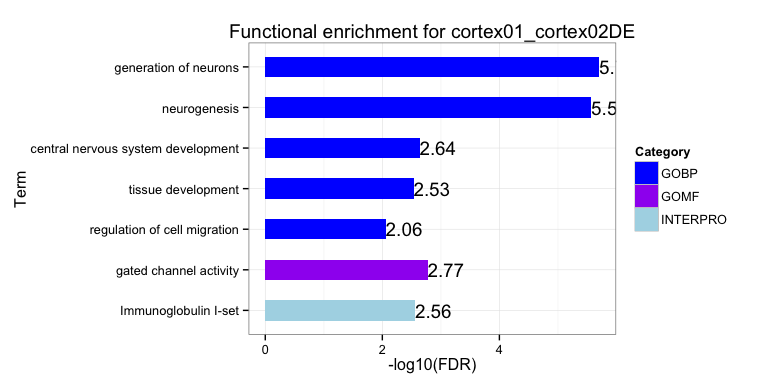 Functional enrichment for cortex01_cortex02DE
generation of neurons
5.
neurogenesis
5.5
central nervous system development
2.64
tissue development
2.53
regulation of cell migration
2.06
gated channel activity
2.77
Immunoglobulin I-set
2.56
Term
0 2 4
-log10(FDR)
Category
GOBP
GOMF
INTERPRO